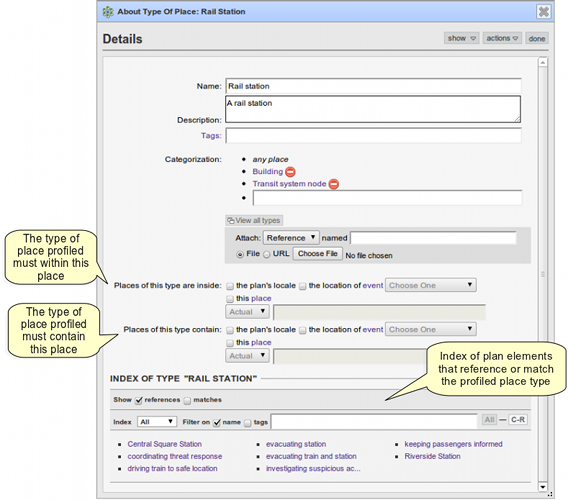 About Type Of Place: Rail Station
Details
show actions done
Name: Rail station
A rail station
Description:
Tags:
Categorization: • any place
• Building
• Transit system node
View all types
Attach: Reference named
File URL Choose File No file chosen
The type of
place profiled
must within this
place
Places of this type are inside: the plan's locale the location of event Choose One
this place
Actual
The type of
place profiled
must contain
this place
Places of this type contain: the plan's locale the location of event Choose One
this place
Actual
Index of plan elements
that reference or match
the profiled place type
INDEX OF TYPE "RAIL STATION"
Show references matches
Index All Filter on name tags All — C-R
Central Square Station evacuating station keeping passengers informed
coordinating threat response evacuating train and station Riverside Station
driving train to safe location investigating suspicious ac...